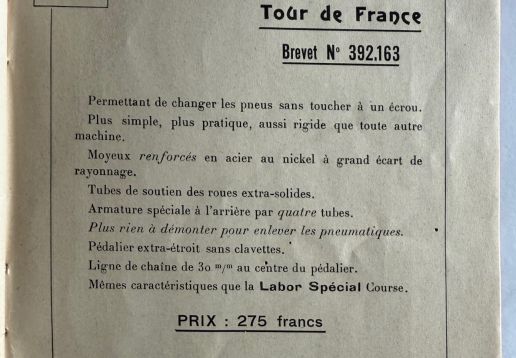 Tour de France
Brevet N° 392.163
Permettant de changer les pneus sans toucher à un écrou.
Plus simple, plus pratique, aussi rigide que toute autre
machine.
Moyeux renforcés en acier au nickel à grand écart de
rayonnage.
Tubes de soutien des roues extra-solides.
Armature spéciale à l'arrière par quatre tubes.
Plus rien à démonter pour enlever les pneumatiques.
Pédalier extra-étroit sans clavettes.
Ligne de chaîne de 30 m/m au centre du pédalier.
Mêmes caractéristiques que la Labor Spécial Course.
PRIX : 275 francs